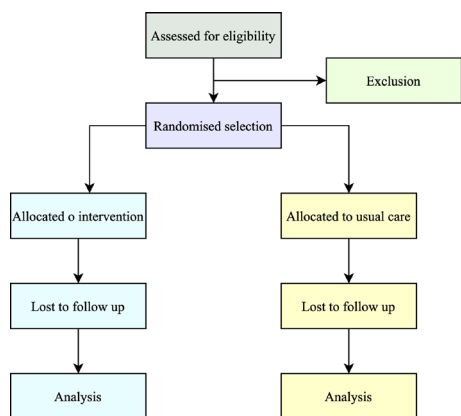 Assessed for eligibility
Exclusion
Randomised selection
Allocated o intervention
Allocated to usual care
Lost to follow up
Lost to follow up
Analysis
Analysis